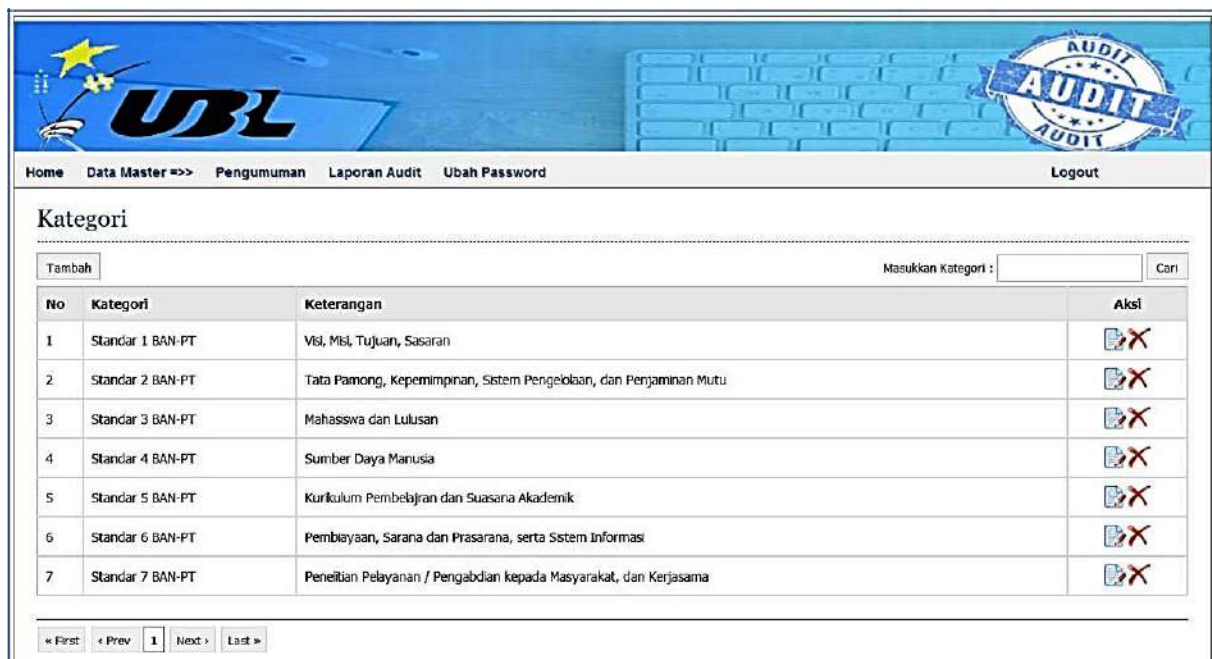 UBL
AUDIT
AUDIT
AUDIT
Home Data Master =>> Pengumuman Laporan Audit Ubah Password Logout
Kategori
Tambah Masukkan Kategori : Cari
No Kategori Keterangan Aksi
1 Standar 1 BAN-PT Visi, Misi, Tujuan, Sasaran
2 Standar 2 BAN-PT Tata Pamong, Kepemimpinan, Sistem Pengelolaan, dan Penjaminan Mutu
3 Standar 3 BAN-PT Mahasiswa dan Lulusan
4 Standar 4 BAN-PT Sumber Daya Manusia
5 Standar 5 BAN-PT Kurikulum Pembelajran dan Suasana Akademik
6 Standar 6 BAN-PT Pembiayaan, Sarana dan Prasarana, serta Sistem Informasi
7 Standar 7 BAN-PT Peneitian Pelayanan / Pengabdian kepada Masyarakat, dan Kerjasama
« First ‹ Prev 1 Next › Last »